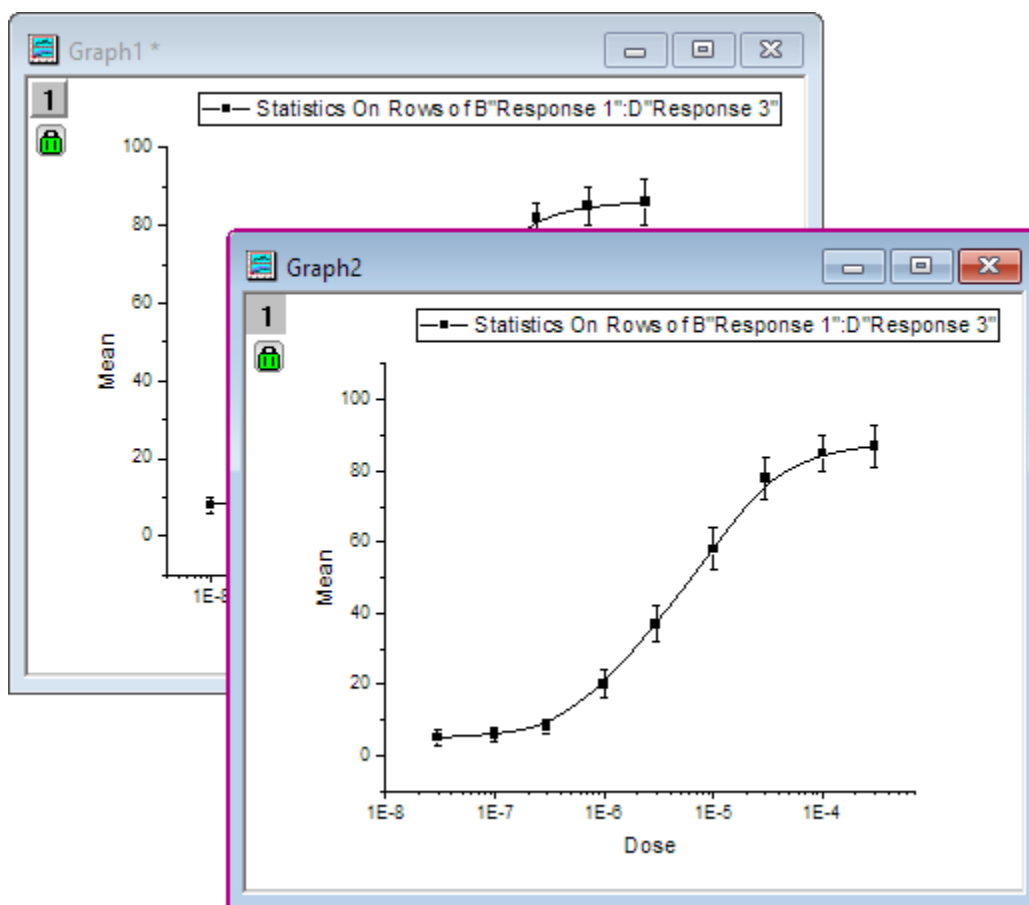 Graph1 *
1
Statistics On Rows of B"Response 1":D"Response 3"
100
80
60
40
20
0
Mean
1E-8
Graph2
1
Statistics On Rows of B"Response 1":D"Response 3"
100
80
60
40
20
0
Mean
1E-8 1E-7 1E-6 1E-5 1E-4
Dose